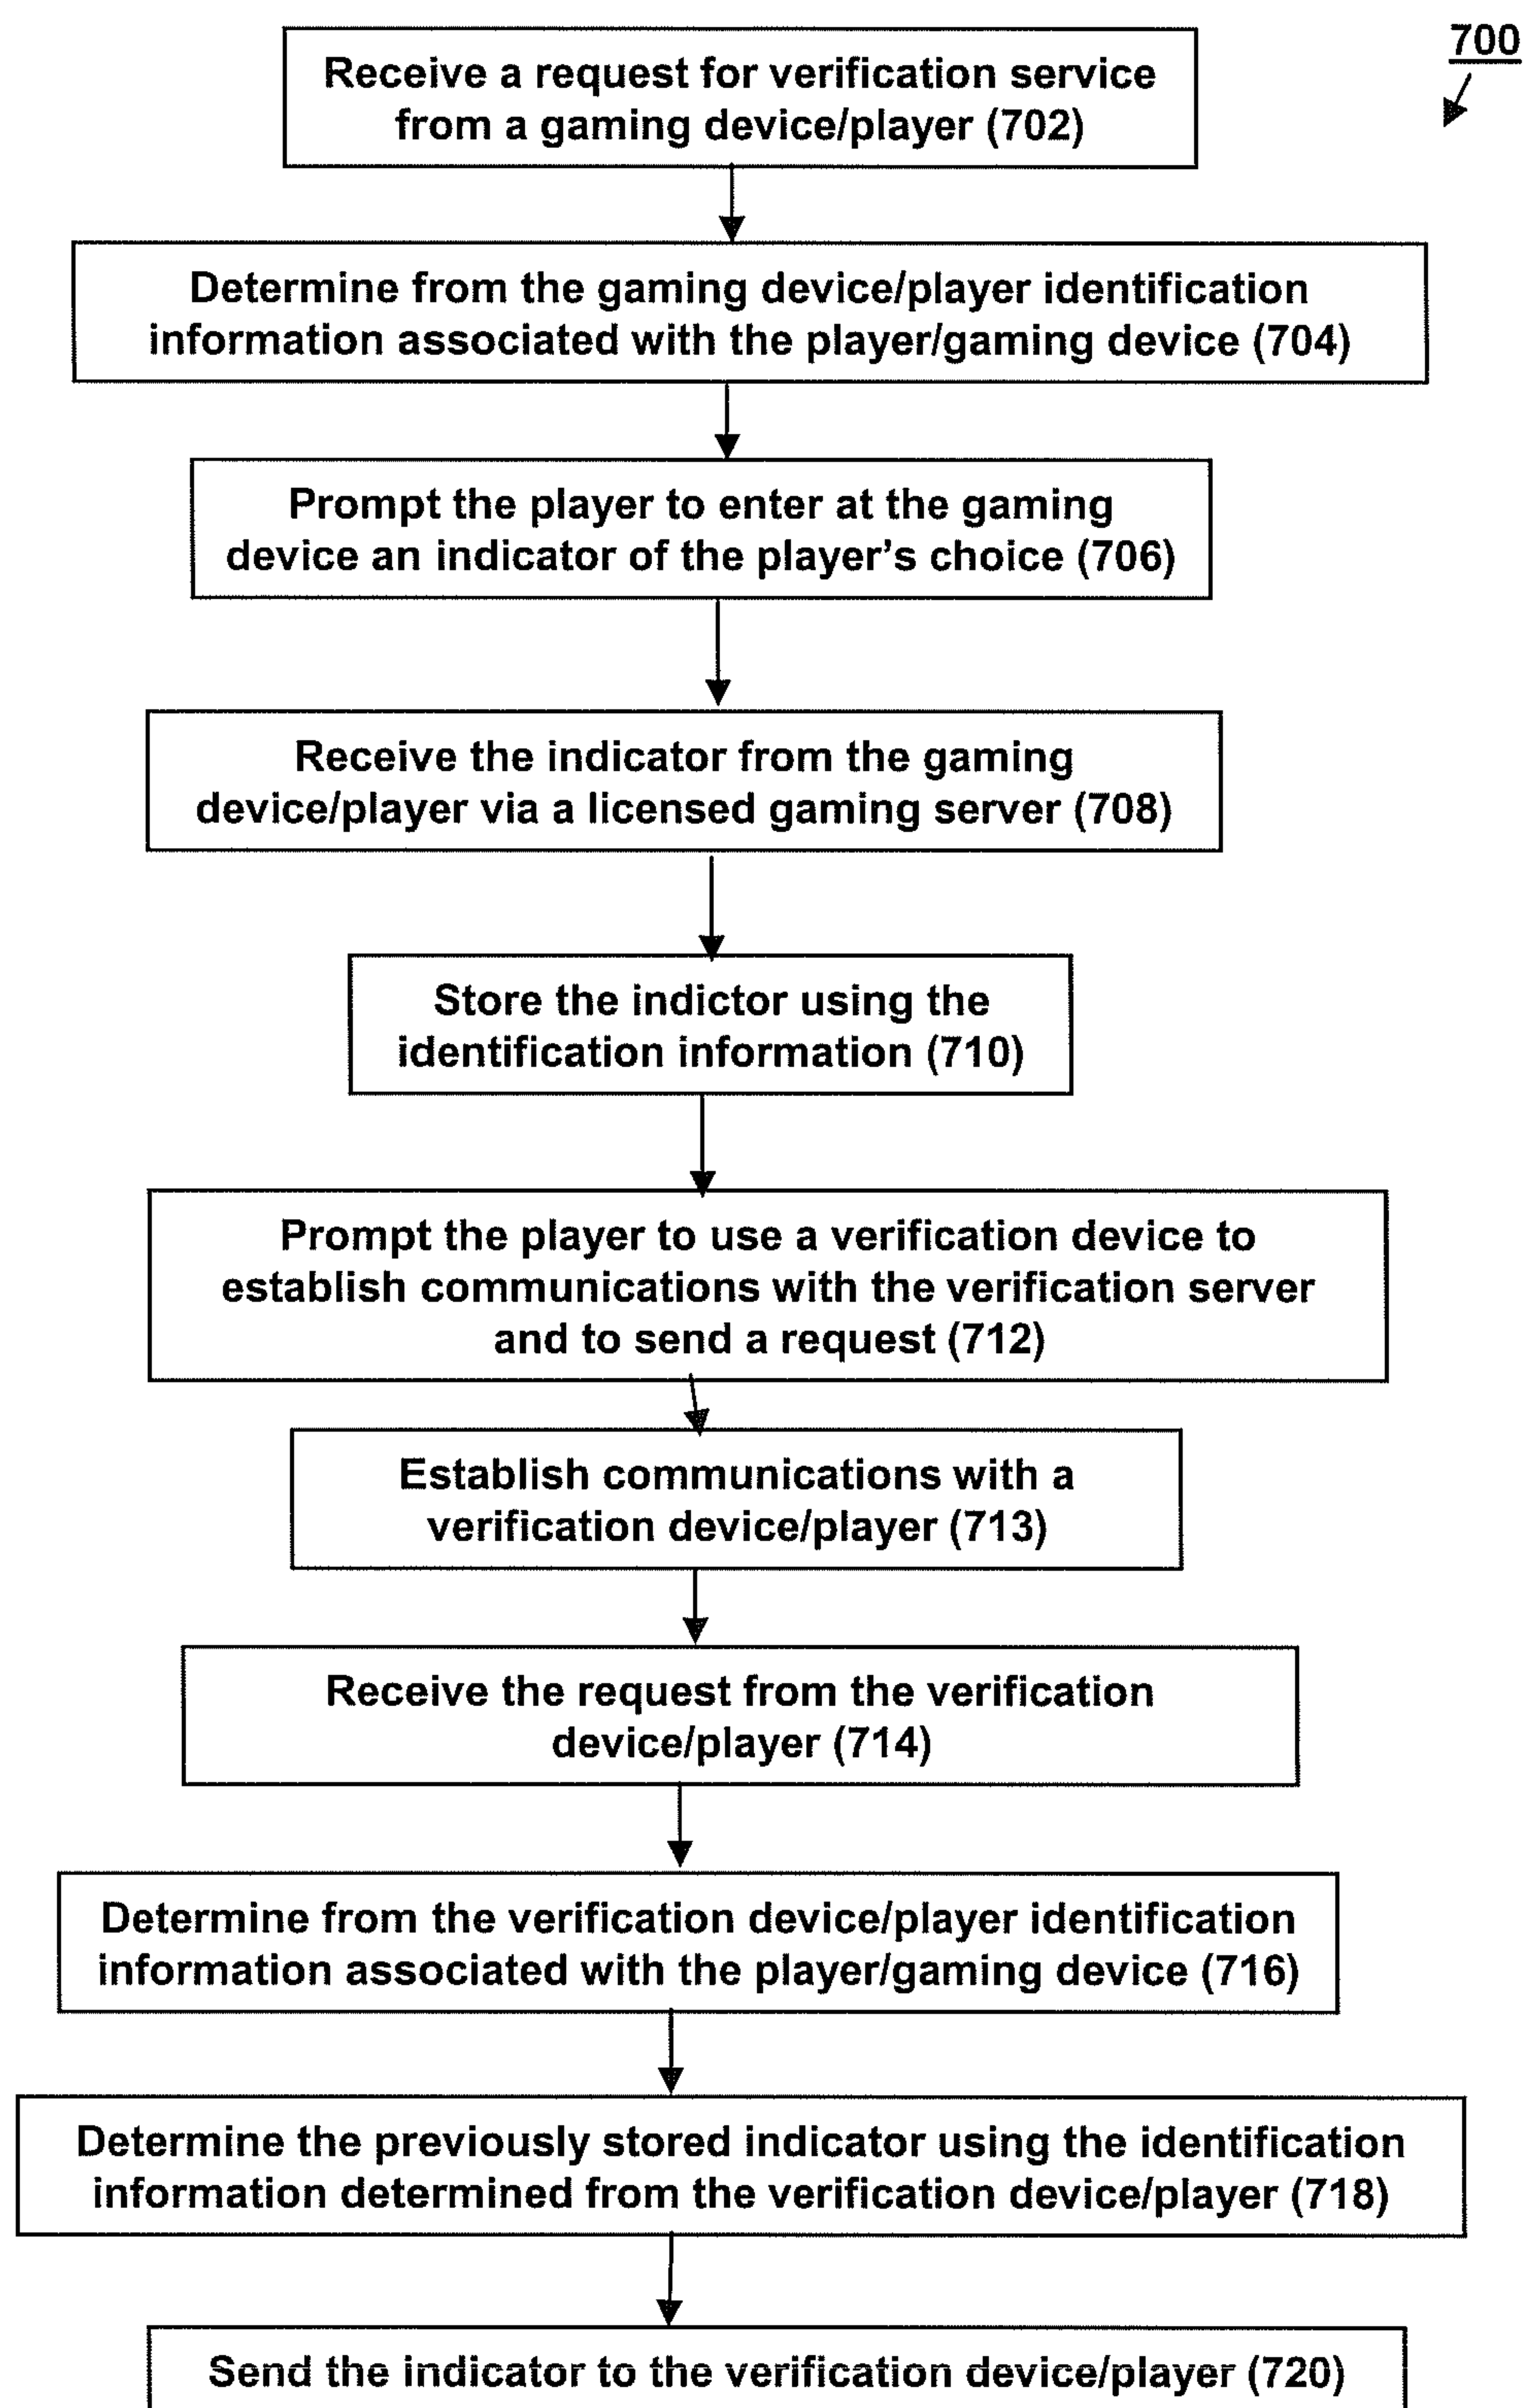 700
Receive a request for verification service
from a gaming device/player (702)
Determine from the gaming device/player identification
information associated with the player/gaming device (704)
Prompt the player to enter at the gaming
device an indicator of the player's choice (706)
Receive the indicator from the gaming
device/player via a licensed gaming server (708)
Store the indictor using the
identification information (710)
Prompt the player to use a verification device to
establish communications with the verification server
and to send a request (712)
Establish communications with a
verification device/player (713)
Receive the request from the verification
device/player (714)
Determine from the verification device/player identification
information associated with the player/gaming device (716)
Determine the previously stored indicator using the identification
information determined from the verification device/player (718)
Send the indicator to the verification device/player (720)